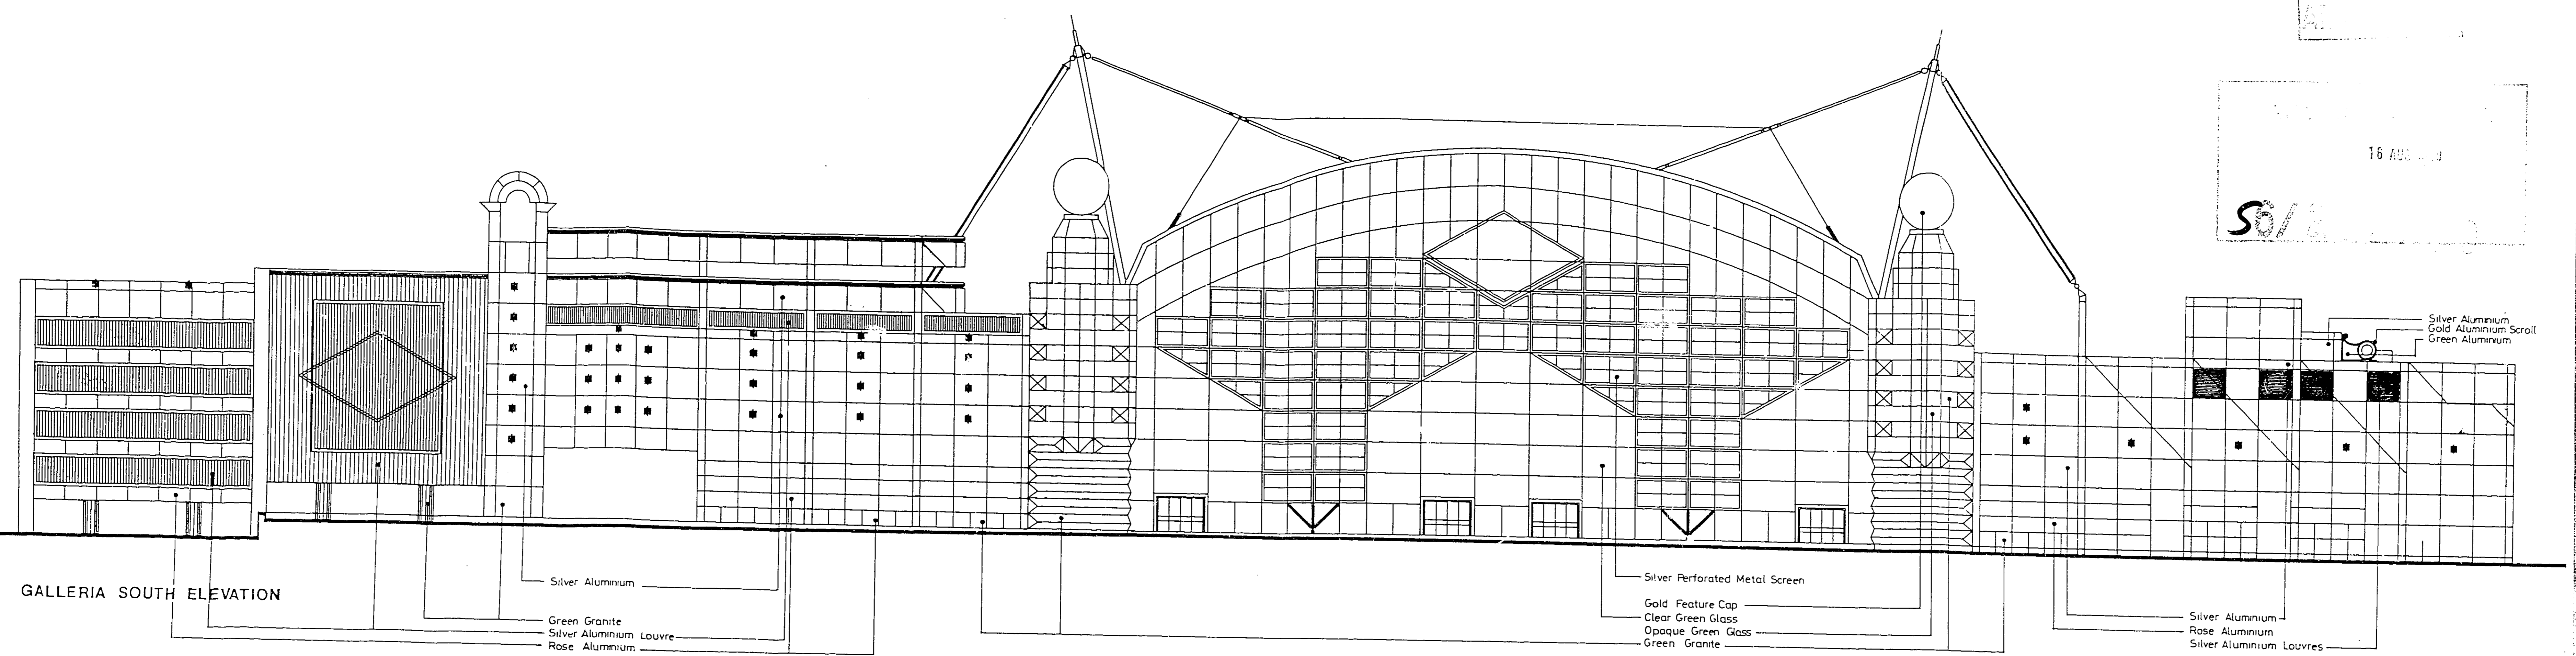 16 AUG
S6/
Silver Aluminium
Gold Aluminium Scroll
Green Aluminium
GALLERIA SOUTH ELEVATION
Silver Aluminium
Green Granite
Silver Aluminium Louvre
Rose Aluminium
Silver Perforated Metal Screen
Gold Feature Cap
Clear Green Glass
Opaque Green Glass
Green Granite
Silver Aluminium
Rose Aluminium
Silver Aluminium Louvres